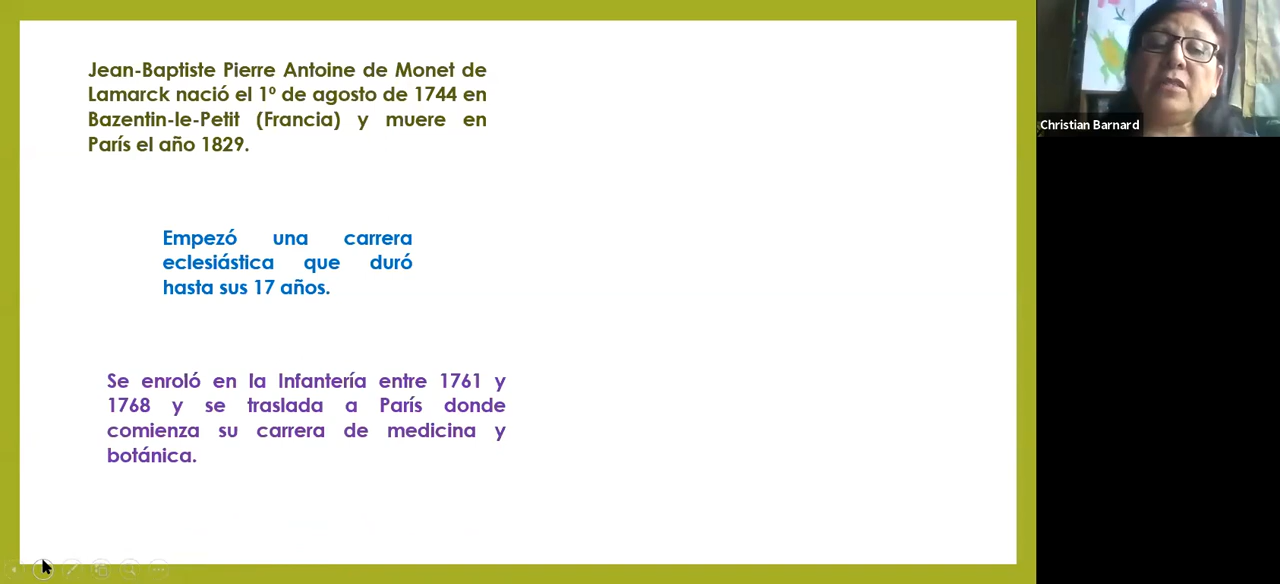 Jean-Baptiste Pierre Antoine de Monet de
Lamarck nació el 1º de agosto de 1744 en
Bazentin-le-Petit (Francia) y muere en
París el año 1829.
Empezó una carrera
eclesiástica que duró
hasta sus 17 años.
Se enroló en la Infantería entre 1761 y
1768 y se traslada a París donde
comienza su carrera de medicina y
botánica.
Christian Barnard